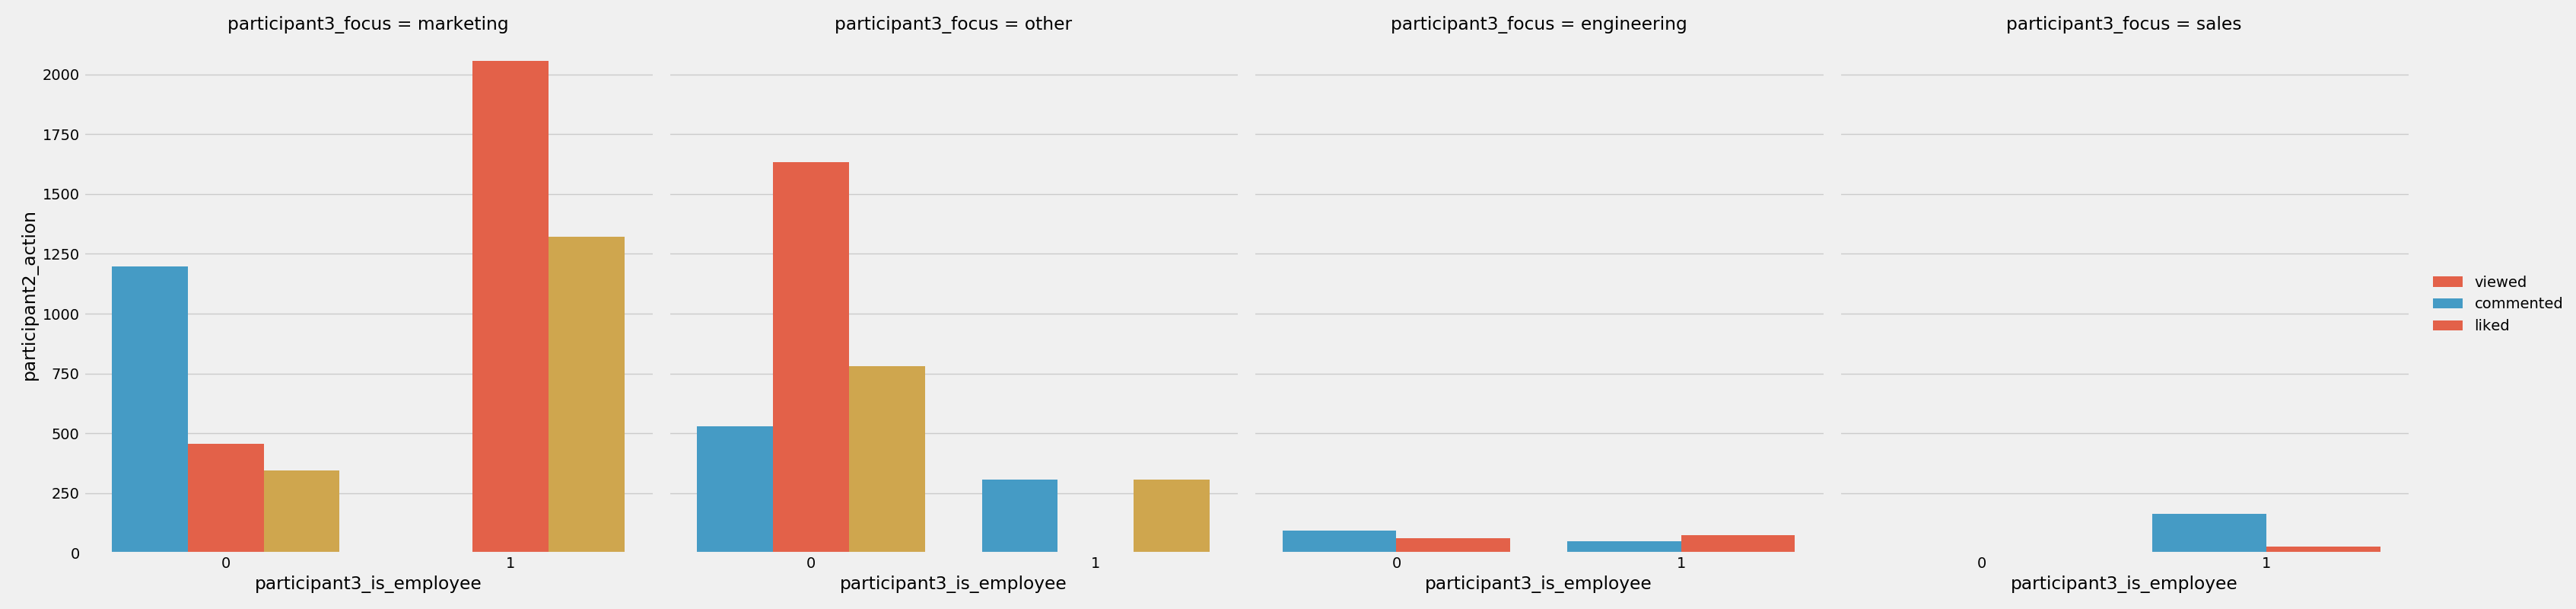 participant3_focus = marketing
participant3_focus = other
participant3_focus = engineering
participant3_focus = sales
participant2_action
2000
1750
1500
1250
1000
750
500
250
0
0 1
0 1
0 1
0 1
participant3_is_employee
participant3_is_employee
participant3_is_employee
participant3_is_employee
viewed
commented
liked